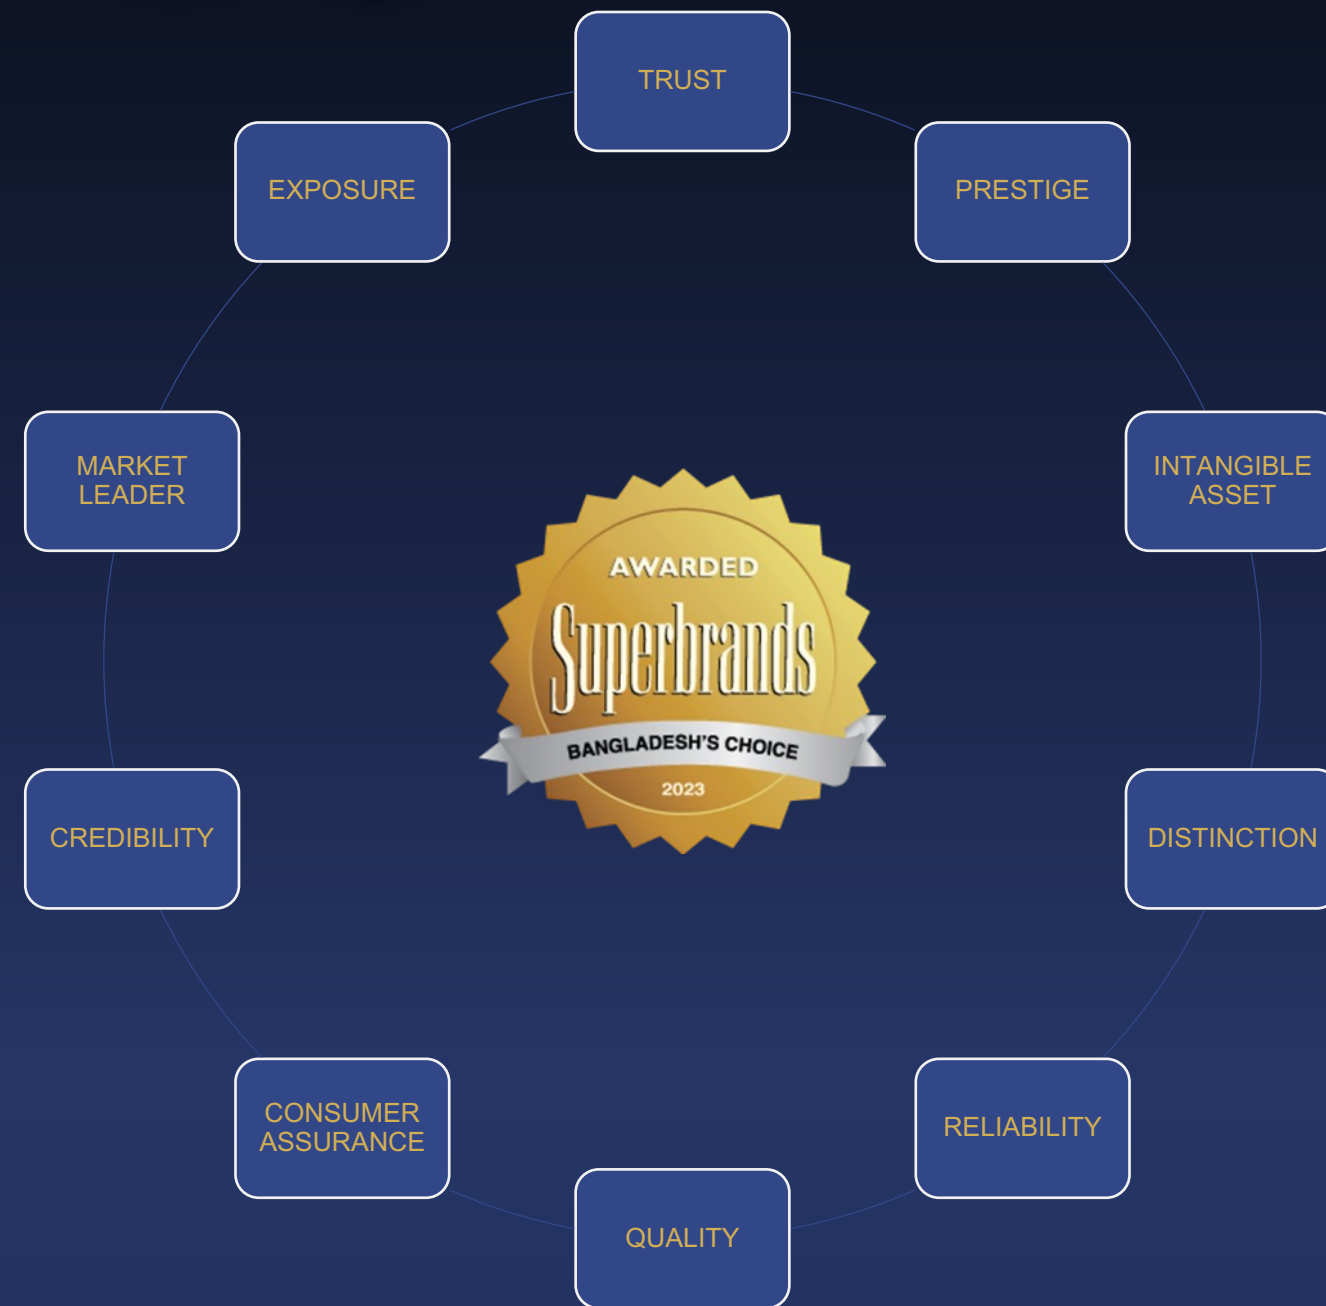 TRUST
EXPOSURE
PRESTIGE
MARKET
LEADER
INTANGIBLE
ASSET
AWARDED
Superbrands
BANGLADESH'S CHOICE
2023
CREDIBILITY
DISTINCTION
CONSUMER
ASSURANCE
RELIABILITY
QUALITY